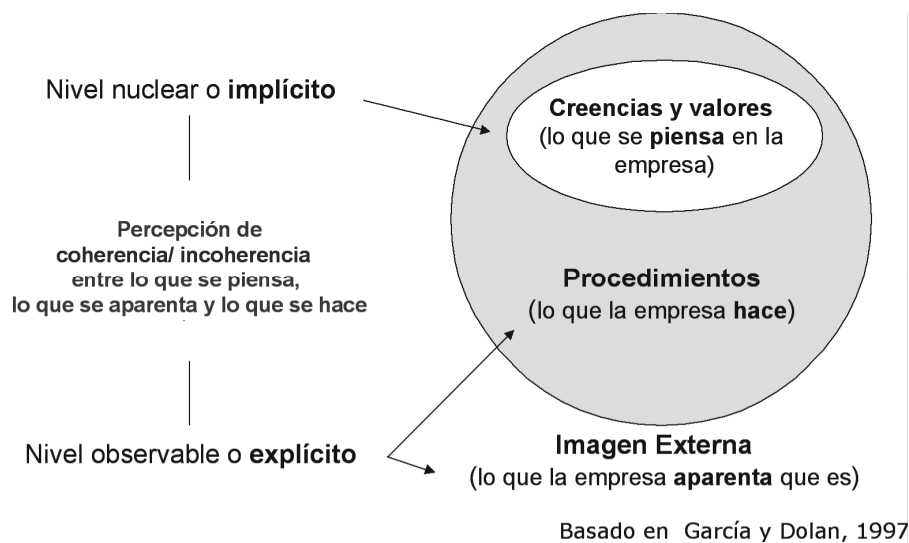 Nivel nuclear o implícito
Creencias y valores
(lo que se piensa en la
empresa)
Percepción de
coherencia/ incoherencia
entre lo que se piensa,
lo que se aparenta y lo que se hace
Procedimientos
(lo que la empresa hace)
Nivel observable o explícito
Imagen Externa
(lo que la empresa aparenta que es)
Basado en García y Dolan, 1997